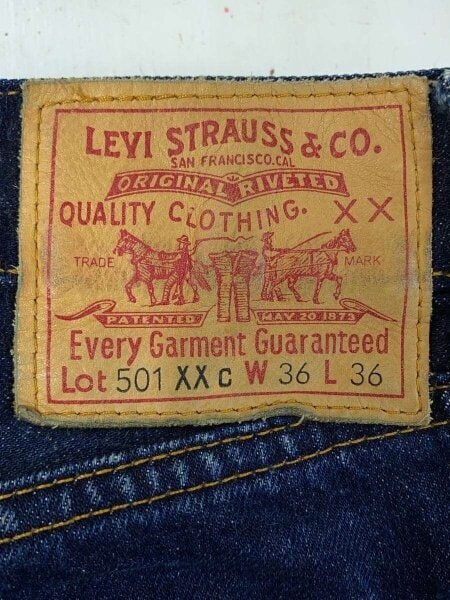 LEVI STRAUSS & CO.
SAN FRANCISCO.CAL
ORIGINAL RIVETED
QUALITY CLOTHING. XX
TRADE MARK
PATENTED MAY 20 1873
Every Garment Guaranteed
Lot 501 XX C W 36 L 36